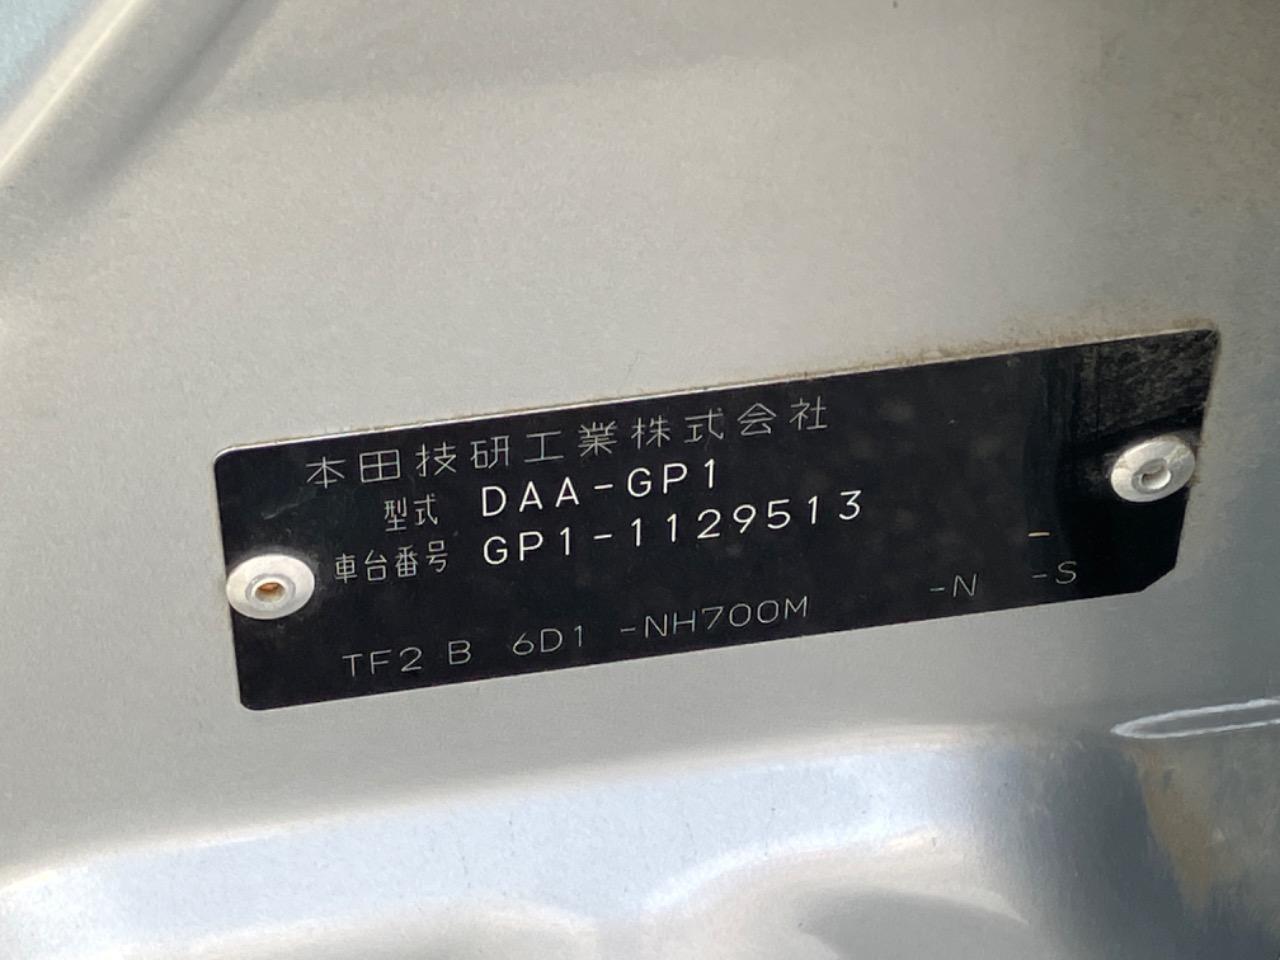 本田技研工業株式会社
型式 DAA-GP1
車台番号 GP1-1129513
-
TF2 B 6D1 -NH700M -N -S